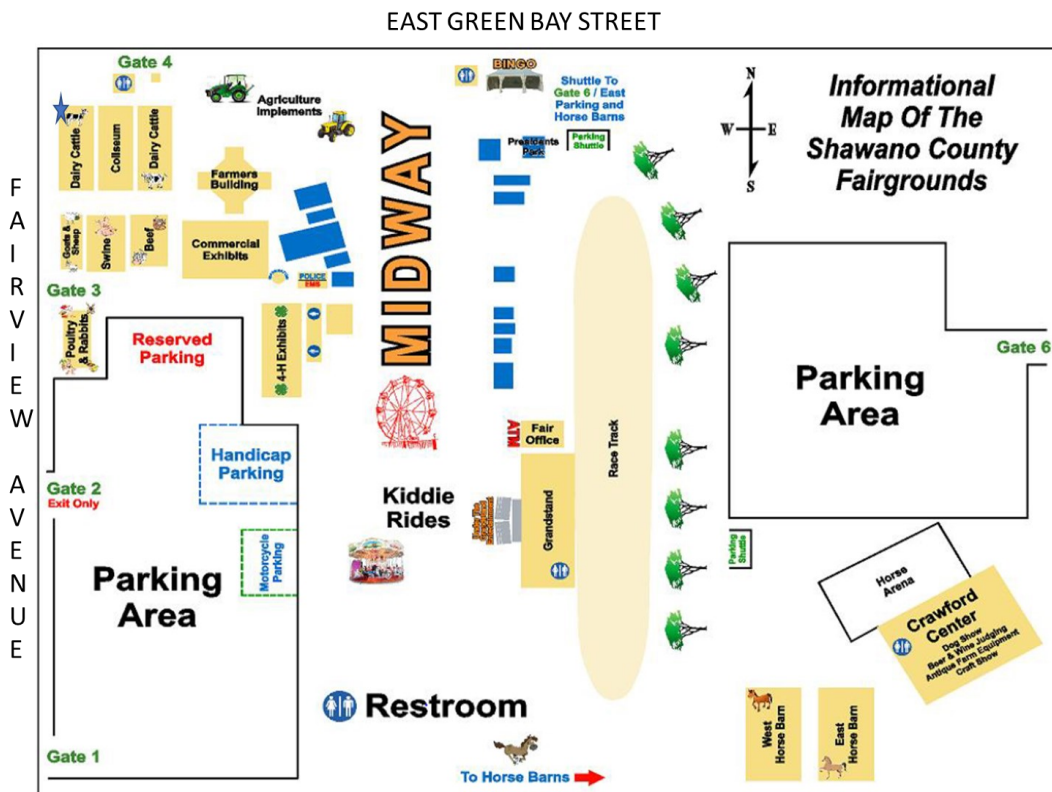 EAST GREEN BAY STREET
Gate 4
BINGO
Agriculture
Implements
Shuttle To
Gate 6 / East
Parking and
Horse Barns
N
W E
S
Informational
Map Of The
Shawano County
Fairgrounds
FAIRVIEW AVENUE
Dairy Cattle
Coliseum
Dairy Cattle
Farmers
Building
MIDWAY
Presidents
Park
Parking
Shuttle
Goats &
Sheep
Swine
Beef
Commercial
Exhibits
POLICE
EMS
Gate 3
Poultry
& Rabbits
Reserved
Parking
4-H Exhibits
Gate 6
Parking
Area
Handicap
Parking
ATM
Fair
Office
Race Track
Gate 2
Exit Only
Kiddie
Rides
Grandstand
Motorcycle
Parking
Parking
Area
Parking
Shuttle
Horse
Arena
Crawford
Center
Dog Show
Beer & Wine Judging
Antique Farm Equipment
Craft Show
Restroom
West
Horse Barn
East
Horse Barn
Gate 1
To Horse Barns